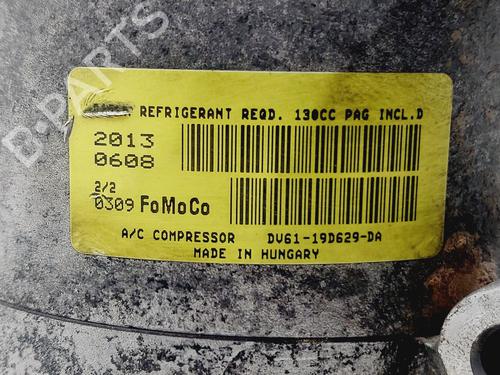 B-PARTS
REFRIGERANT REQD. 130CC PAG INCL.D
2013
0608
2/2
0309 FoMoCo
A/C COMPRESSOR DV61-19D629-DA
MADE IN HUNGARY